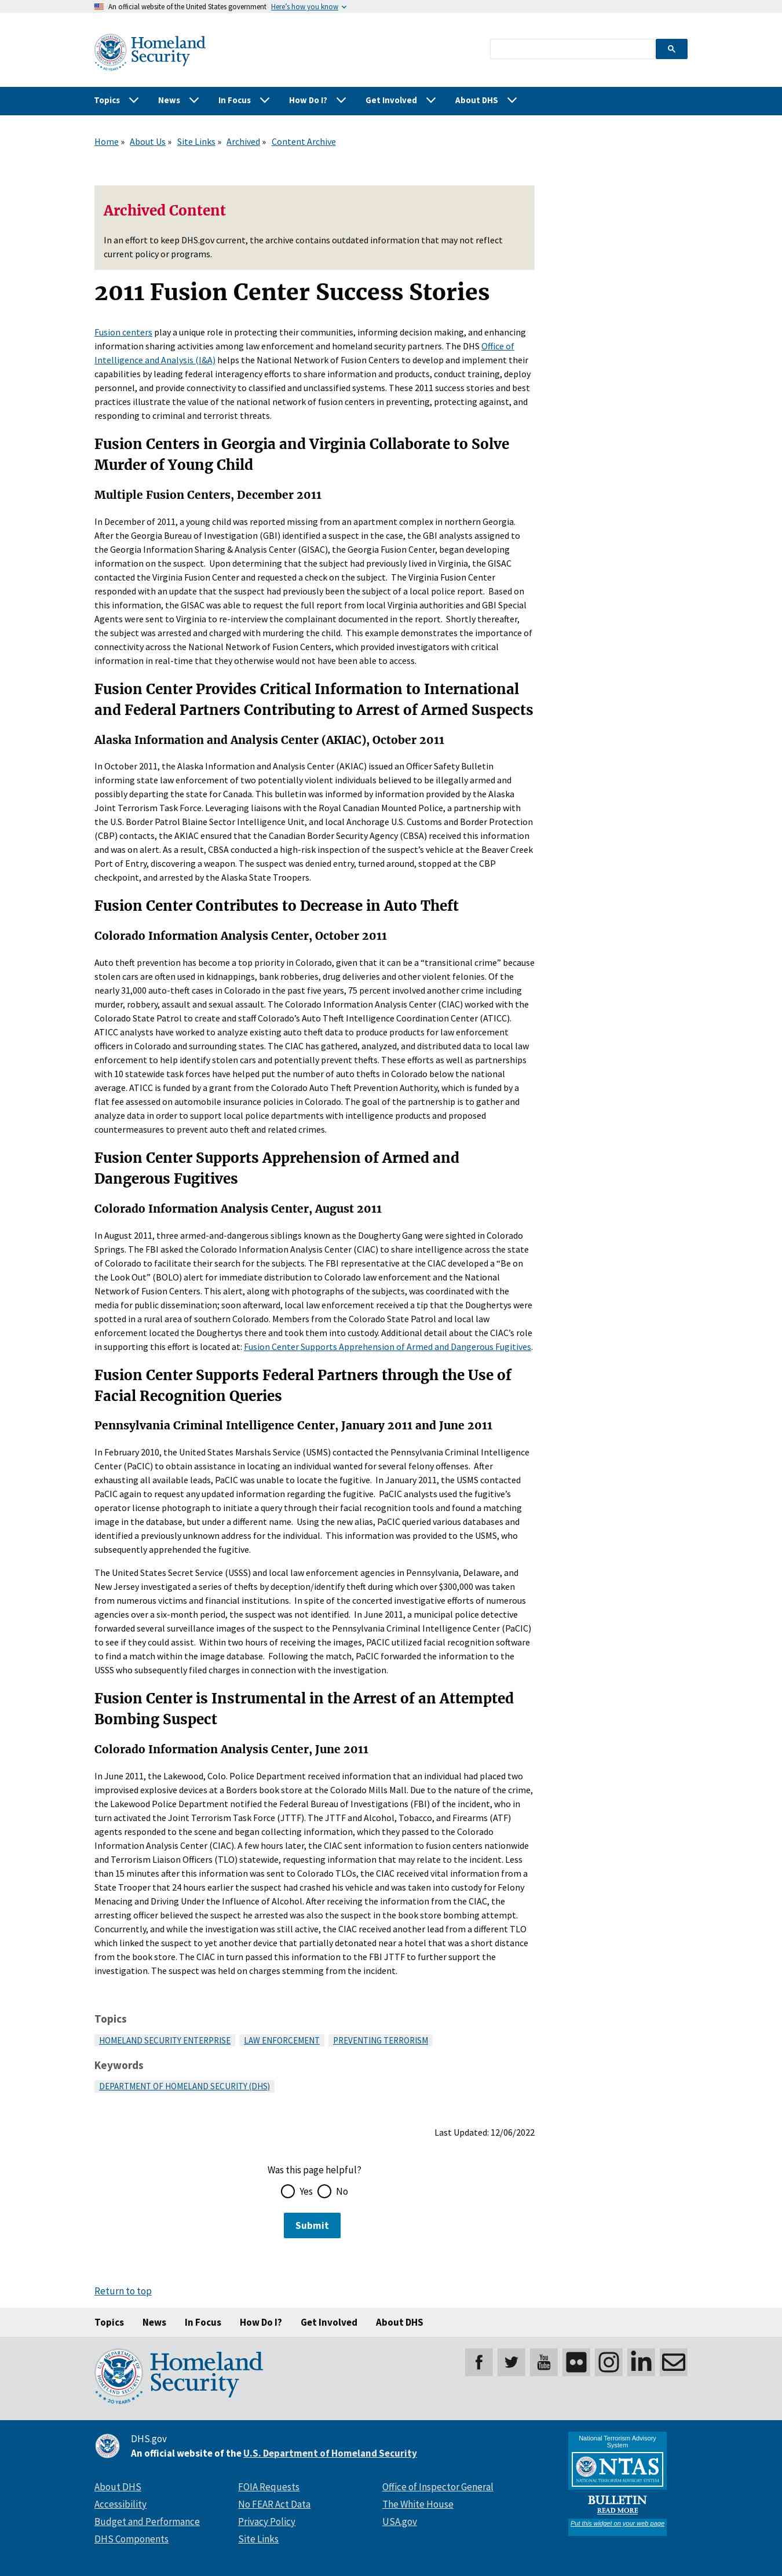 An official website of the United States government Here's how you know
Homeland
Security
Topics News In Focus How Do I? Get Involved About DHS
Home » About Us » Site Links » Archived » Content Archive
Archived Content
In an effort to keep DHS.gov current, the archive contains outdated information that may not reflect
current policy or programs.
2011 Fusion Center Success Stories
Fusion centers play a unique role in protecting their communities, informing decision making, and enhancing
information sharing activities among law enforcement and homeland security partners. The DHS Office of
Intelligence and Analysis (I&A) helps the National Network of Fusion Centers to develop and implement their
capabilities by leading federal interagency efforts to share information and products, conduct training, deploy
personnel, and provide connectivity to classified and unclassified systems. These 2011 success stories and best
practices illustrate the value of the national network of fusion centers in preventing, protecting against, and
responding to criminal and terrorist threats.
Fusion Centers in Georgia and Virginia Collaborate to Solve
Murder of Young Child
Multiple Fusion Centers, December 2011
In December of 2011, a young child was reported missing from an apartment complex in northern Georgia.
After the Georgia Bureau of Investigation (GBI) identified a suspect in the case, the GBI analysts assigned to
the Georgia Information Sharing & Analysis Center (GISAC), the Georgia Fusion Center, began developing
information on the suspect. Upon determining that the subject had previously lived in Virginia, the GISAC
contacted the Virginia Fusion Center and requested a check on the subject. The Virginia Fusion Center
responded with an update that the suspect had previously been the subject of a local police report. Based on
this information, the GISAC was able to request the full report from local Virginia authorities and GBI Special
Agents were sent to Virginia to re-interview the complainant documented in the report. Shortly thereafter,
the subject was arrested and charged with murdering the child. This example demonstrates the importance of
connectivity across the National Network of Fusion Centers, which provided investigators with critical
information in real-time that they otherwise would not have been able to access.
Fusion Center Provides Critical Information to International
and Federal Partners Contributing to Arrest of Armed Suspects
Alaska Information and Analysis Center (AKIAC), October 2011
In October 2011, the Alaska Information and Analysis Center (AKIAC) issued an Officer Safety Bulletin
informing state law enforcement of two potentially violent individuals believed to be illegally armed and
possibly departing the state for Canada. This bulletin was informed by information provided by the Alaska
Joint Terrorism Task Force. Leveraging liaisons with the Royal Canadian Mounted Police, a partnership with
the U.S. Border Patrol Blaine Sector Intelligence Unit, and local Anchorage U.S. Customs and Border Protection
(CBP) contacts, the AKIAC ensured that the Canadian Border Security Agency (CBSA) received this information
and was on alert. As a result, CBSA conducted a high-risk inspection of the suspect's vehicle at the Beaver Creek
Port of Entry, discovering a weapon. The suspect was denied entry, turned around, stopped at the CBP
checkpoint, and arrested by the Alaska State Troopers.
Fusion Center Contributes to Decrease in Auto Theft
Colorado Information Analysis Center, October 2011
Auto theft prevention has become a top priority in Colorado, given that it can be a “transitional crime” because
stolen cars are often used in kidnappings, bank robberies, drug deliveries and other violent felonies. Of the
nearly 31,000 auto-theft cases in Colorado in the past five years, 75 percent involved another crime including
murder, robbery, assault and sexual assault. The Colorado Information Analysis Center (CIAC) worked with the
Colorado State Patrol to create and staff Colorado's Auto Theft Intelligence Coordination Center (ATICC).
ATICC analysts have worked to analyze existing auto theft data to produce products for law enforcement
officers in Colorado and surrounding states. The CIAC has gathered, analyzed, and distributed data to local law
enforcement to help identify stolen cars and potentially prevent thefts. These efforts as well as partnerships
with 10 statewide task forces have helped put the number of auto thefts in Colorado below the national
average. ATICC is funded by a grant from the Colorado Auto Theft Prevention Authority, which is funded by a
flat fee assessed on automobile insurance policies in Colorado. The goal of the partnership is to gather and
analyze data in order to support local police departments with intelligence products and proposed
countermeasures to prevent auto theft and related crimes.
Fusion Center Supports Apprehension of Armed and
Dangerous Fugitives
Colorado Information Analysis Center, August 2011
In August 2011, three armed-and-dangerous siblings known as the Dougherty Gang were sighted in Colorado
Springs. The FBI asked the Colorado Information Analysis Center (CIAC) to share intelligence across the state
of Colorado to facilitate their search for the subjects. The FBI representative at the CIAC developed a “Be on
the Look Out” (BOLO) alert for immediate distribution to Colorado law enforcement and the National
Network of Fusion Centers. This alert, along with photographs of the subjects, was coordinated with the
media for public dissemination; soon afterward, local law enforcement received a tip that the Doughertys were
spotted in a rural area of southern Colorado. Members from the Colorado State Patrol and local law
enforcement located the Doughertys there and took them into custody. Additional detail about the CIAC's role
in supporting this effort is located at: Fusion Center Supports Apprehension of Armed and Dangerous Fugitives.
Fusion Center Supports Federal Partners through the Use of
Facial Recognition Queries
Pennsylvania Criminal Intelligence Center, January 2011 and June 2011
In February 2010, the United States Marshals Service (USMS) contacted the Pennsylvania Criminal Intelligence
Center (PaCIC) to obtain assistance in locating an individual wanted for several felony offenses. After
exhausting all available leads, PaCIC was unable to locate the fugitive. In January 2011, the USMS contacted
PaCIC again to request any updated information regarding the fugitive. PaCIC analysts used the fugitive's
operator license photograph to initiate a query through their facial recognition tools and found a matching
image in the database, but under a different name. Using the new alias, PaCIC queried various databases and
identified a previously unknown address for the individual. This information was provided to the USMS, who
subsequently apprehended the fugitive.
The United States Secret Service (USSS) and local law enforcement agencies in Pennsylvania, Delaware, and
New Jersey investigated a series of thefts by deception/identify theft during which over $300,000 was taken
from numerous victims and financial institutions. In spite of the concerted investigative efforts of numerous
agencies over a six-month period, the suspect was not identified. In June 2011, a municipal police detective
forwarded several surveillance images of the suspect to the Pennsylvania Criminal Intelligence Center (PaCIC)
to see if they could assist. Within two hours of receiving the images, PACIC utilized facial recognition software
to find a match within the image database. Following the match, PaCIC forwarded the information to the
USSS who subsequently filed charges in connection with the investigation.
Fusion Center is Instrumental in the Arrest of an Attempted
Bombing Suspect
Colorado Information Analysis Center, June 2011
In June 2011, the Lakewood, Colo. Police Department received information that an individual had placed two
improvised explosive devices at a Borders book store at the Colorado Mills Mall. Due to the nature of the crime,
the Lakewood Police Department notified the Federal Bureau of Investigations (FBI) of the incident, who in
turn activated the Joint Terrorism Task Force (JTTF). The JTTF and Alcohol, Tobacco, and Firearms (ATF)
agents responded to the scene and began collecting information, which they passed to the Colorado
Information Analysis Center (CIAC). A few hours later, the CIAC sent information to fusion centers nationwide
and Terrorism Liaison Officers (TLO) statewide, requesting information that may relate to the incident. Less
than 15 minutes after this information was sent to Colorado TLOs, the CIAC received vital information from a
State Trooper that 24 hours earlier the suspect had crashed his vehicle and was taken into custody for Felony
Menacing and Driving Under the Influence of Alcohol. After receiving the information from the CIAC, the
arresting officer believed the suspect he arrested was also the suspect in the book store bombing attempt.
Concurrently, and while the investigation was still active, the CIAC received another lead from a different TLO
which linked the suspect to yet another device that partially detonated near a hotel that was a short distance
from the book store. The CIAC in turn passed this information to the FBI JTTF to further support the
investigation. The suspect was held on charges stemming from the incident.
Topics
HOMELAND SECURITY ENTERPRISE LAW ENFORCEMENT PREVENTING TERRORISM
Keywords
DEPARTMENT OF HOMELAND SECURITY (DHS)
Last Updated: 12/06/2022
Was this page helpful?
Yes No
Submit
Return to top
Topics News In Focus How Do I? Get Involved About DHS
Homeland
Security
You
Tube
DHS.gov
An official website of the U.S. Department of Homeland Security
National Terrorism Advisory
System
NTAS
NATIONAL TERRORISM ADVISORY SYSTEM
BULLETIN
READ MORE
Put this widget on your web page
About DHS FOIA Requests Office of Inspector General
Accessibility No FEAR Act Data The White House
Budget and Performance Privacy Policy USA.gov
DHS Components Site Links